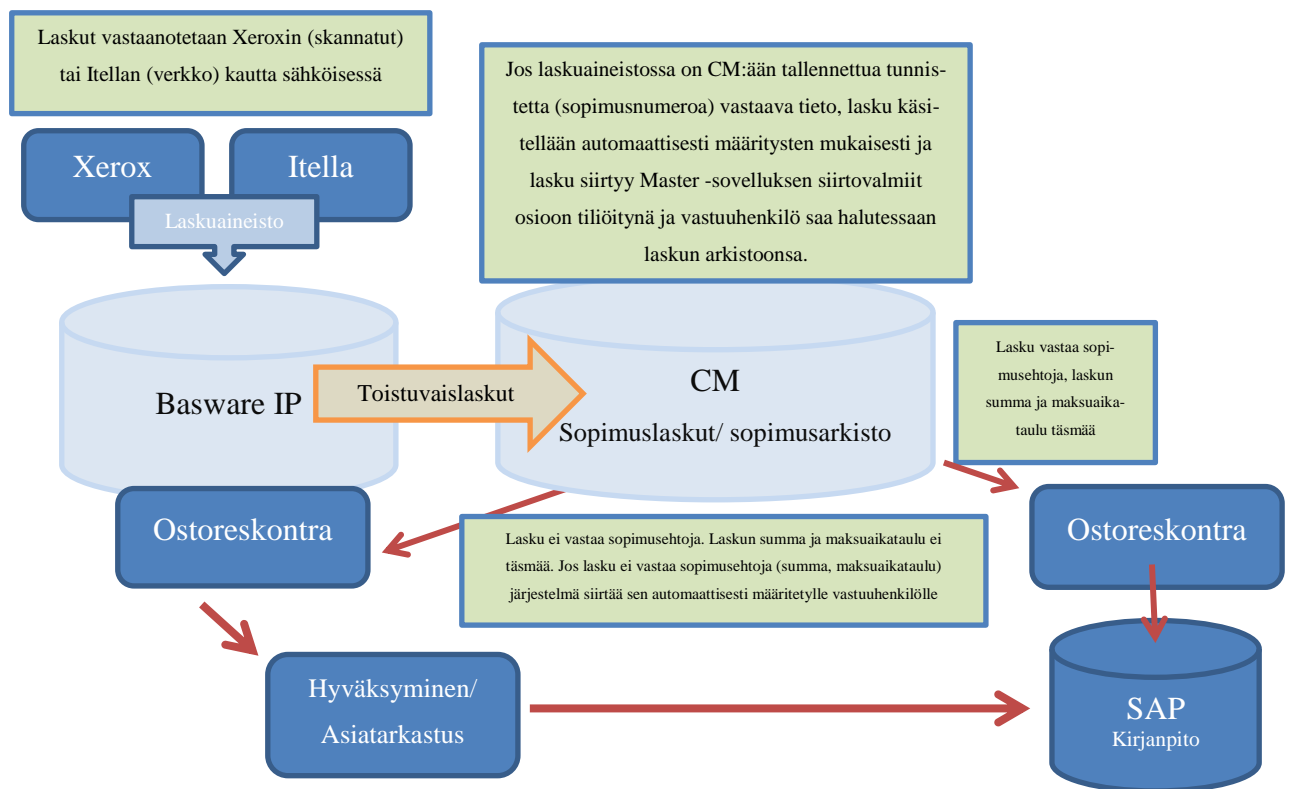 Laskut vastaanotetaan Xeroxin (skannatut)
tai Itellan (verkko) kautta sähköisessä
Xerox
Itella
Laskuaineisto
Jos laskuaineistossa on CM:ään tallennettua tunnis-
tetta (sopimusnumeroa) vastaava tieto, lasku käsi-
tellään automaattisesti määritysten mukaisesti ja
lasku siirtyy Master -sovelluksen siirtovalmiit
osioon tiliöitynä ja vastuuhenkilö saa halutessaan
laskun arkistoonsa.
Basware IP
Toistuvaislaskut
CM
Sopimuslaskut/ sopimusarkisto
Lasku vastaa sopi-
musehtoja, laskun
summa ja maksuaika-
taulu täsmää
Ostoreskontra
Lasku ei vastaa sopimusehtoja. Laskun summa ja maksuaikataulu ei
täsmää. Jos lasku ei vastaa sopimusehtoja (summa, maksuaikataulu)
järjestelmä siirtää sen automaattisesti määritetylle vastuuhenkilölle
Ostoreskontra
Hyväksyminen/
Asiatarkastus
SAP
Kirjanpito